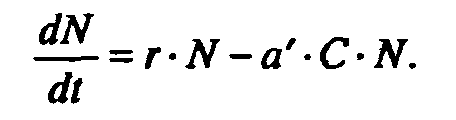 dN/dt = r·N − a′·C·N.